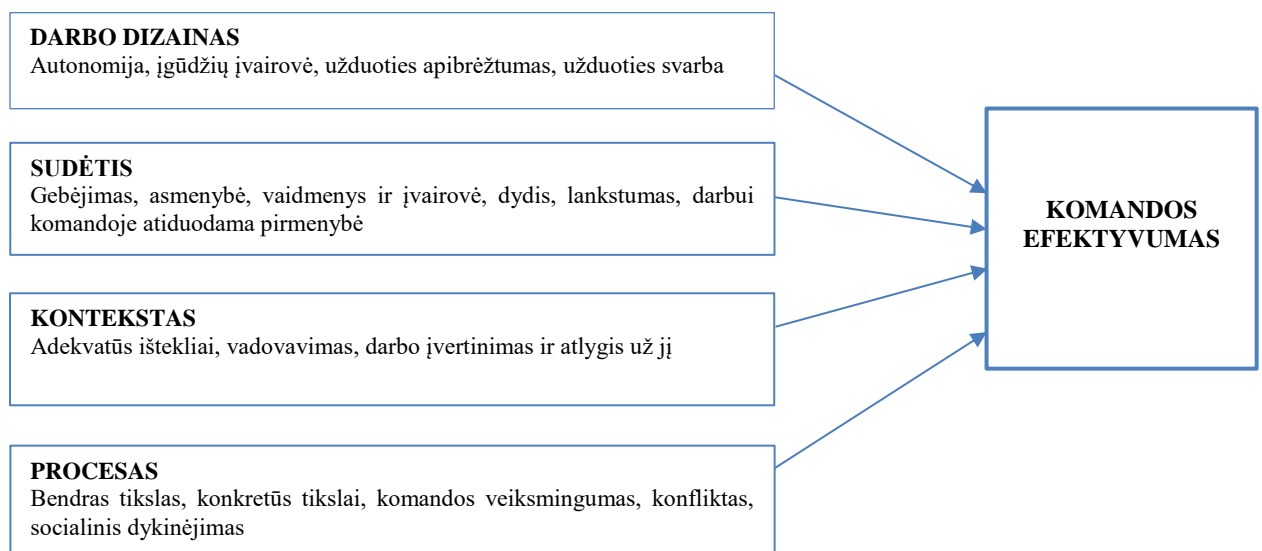 DARBO DIZAINAS
Autonomija, įgūdžių įvairovė, užduoties apibrėžtumas, užduoties svarba
SUDĖTIS
Gebėjimas, asmenybė, vaidmenys ir įvairovė, dydis, lankstumas, darbui
komandoje atiduodama pirmenybė
KONTEKSTAS
Adekvatūs ištekliai, vadovavimas, darbo įvertinimas ir atlygis už jį
PROCESAS
Bendras tikslas, konkretūs tikslai, komandos veiksmingumas, konfliktas,
socialinis dykinėjimas
KOMANDOS
EFEKTYVUMAS